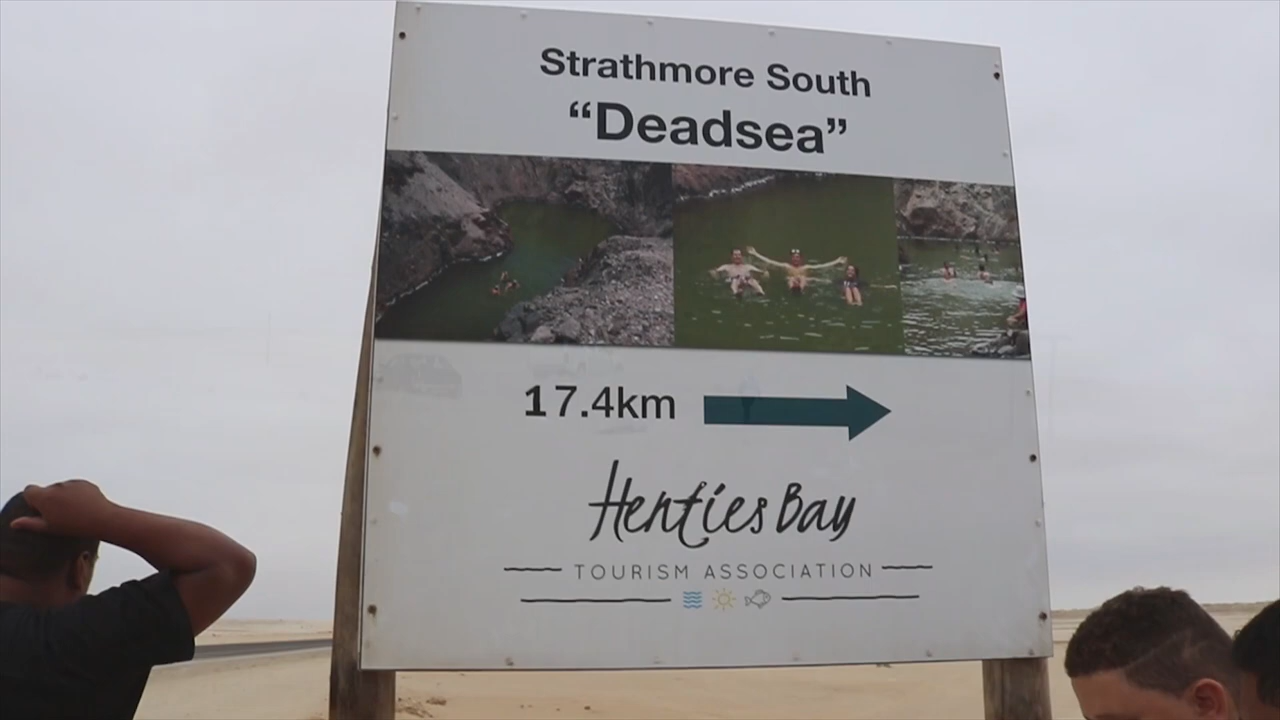 Strathmore South
“Deadsea”
17.4km
Henties Bay
TOURISM ASSOCIATION